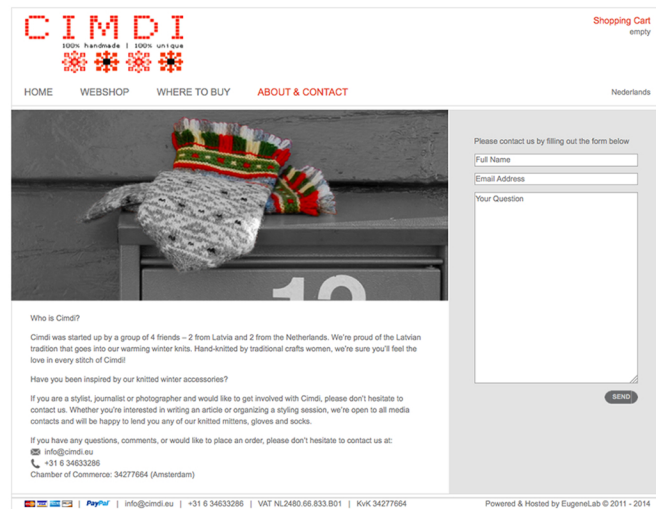 CIMDI
100% handmade | 100% unique
Shopping Cart
empty
HOME WEBSHOP WHERE TO BUY ABOUT & CONTACT
Nederlands
12
Please contact us by filling out the form below
Full Name
Email Address
Your Question
SEND
Who is Cimdi?
Cimdi was started up by a group of 4 friends – 2 from Latvia and 2 from the Netherlands. We're proud of the Latvian
tradition that goes into our warming winter knits. Hand-knitted by traditional crafts women, we're sure you'll feel the
love in every stitch of Cimdi!
Have you been inspired by our knitted winter accessories?
If you are a stylist, journalist or photographer and would like to get involved with Cimdi, please don't hesitate to
contact us. Whether you're interested in writing an article or organizing a styling session, we're open to all media
contacts and will be happy to lend you any of our knitted mittens, gloves and socks.
If you have any questions, comments, or would like to place an order, please don't hesitate to contact us at:
info@cimdi.eu
+31 6 34633286
Chamber of Commerce: 34277664 (Amsterdam)
| PayPal | info@cimdi.eu | +31 6 34633286 | VAT NL2480.66.833.B01 | KvK 34277664
Powered & Hosted by EugeneLab © 2011 - 2014